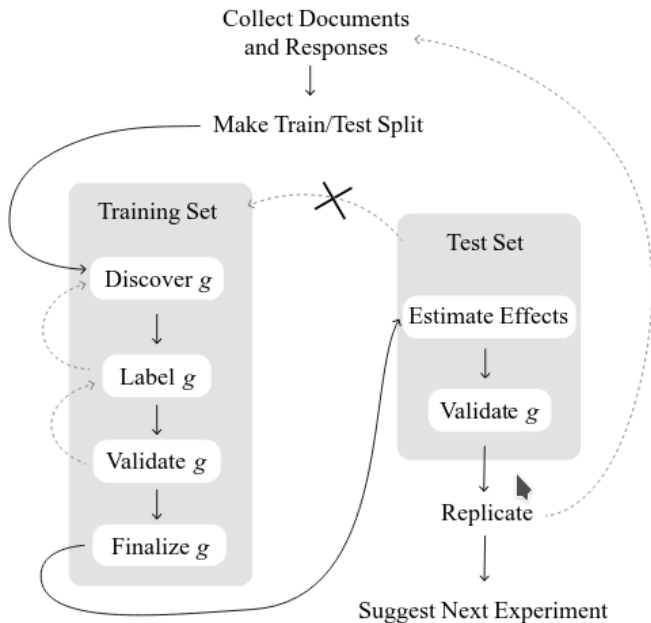 Collect Documents
and Responses
Make Train/Test Split
Training Set
Discover g
Label g
Validate g
Finalize g
Test Set
Estimate Effects
Validate g
Replicate
Suggest Next Experiment